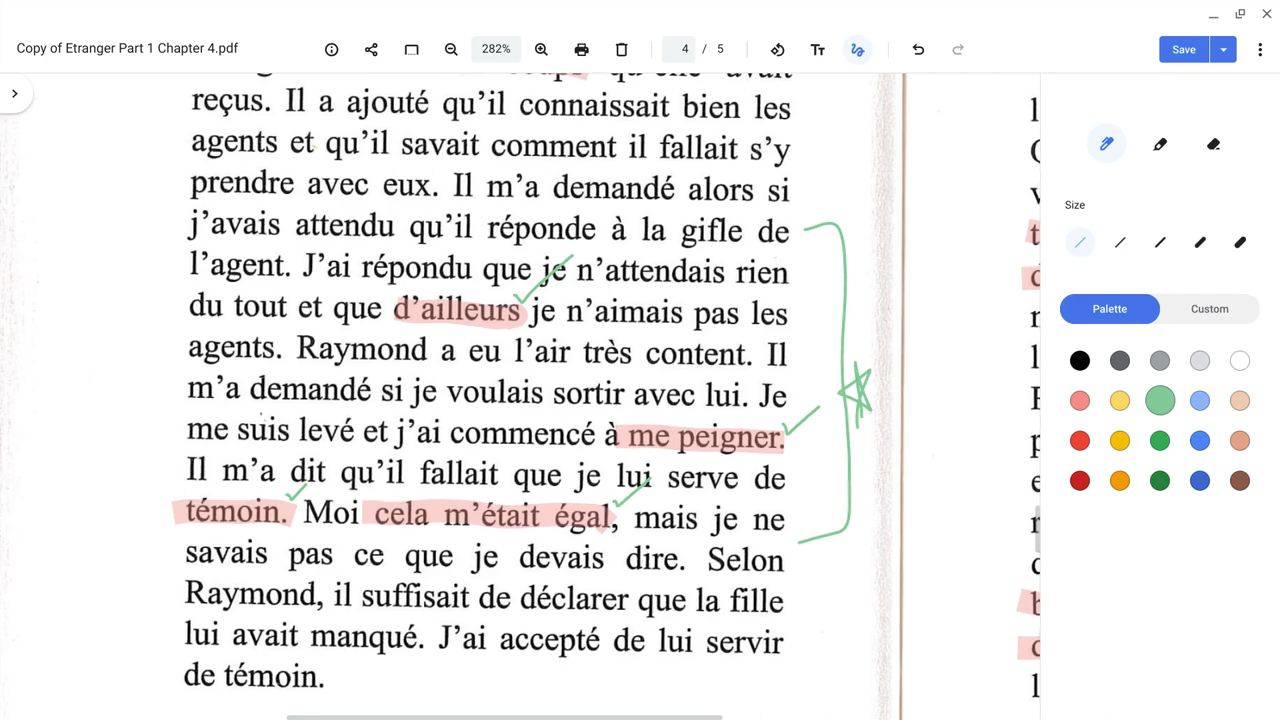 Copy of Etranger Part 1 Chapter 4.pdf
282%
4 / 5
Save
reçus. Il a ajouté qu'il connaissait bien les
agents et qu'il savait comment il fallait s'y
prendre avec eux. Il m'a demandé alors si
j'avais attendu qu'il réponde à la gifle de
l'agent. J'ai répondu que je n'attendais rien
du tout et que d'ailleurs je n'aimais pas les
agents. Raymond a eu l'air très content. Il
m'a demandé si je voulais sortir avec lui. Je
me suis levé et j'ai commencé à me peigner.
Il m'a dit qu'il fallait que je lui serve de
témoin. Moi cela m'était égal, mais je ne
savais pas ce que je devais dire. Selon
Raymond, il suffisait de déclarer que la fille
lui avait manqué. J'ai accepté de lui servir
de témoin.
Size
Palette
Custom